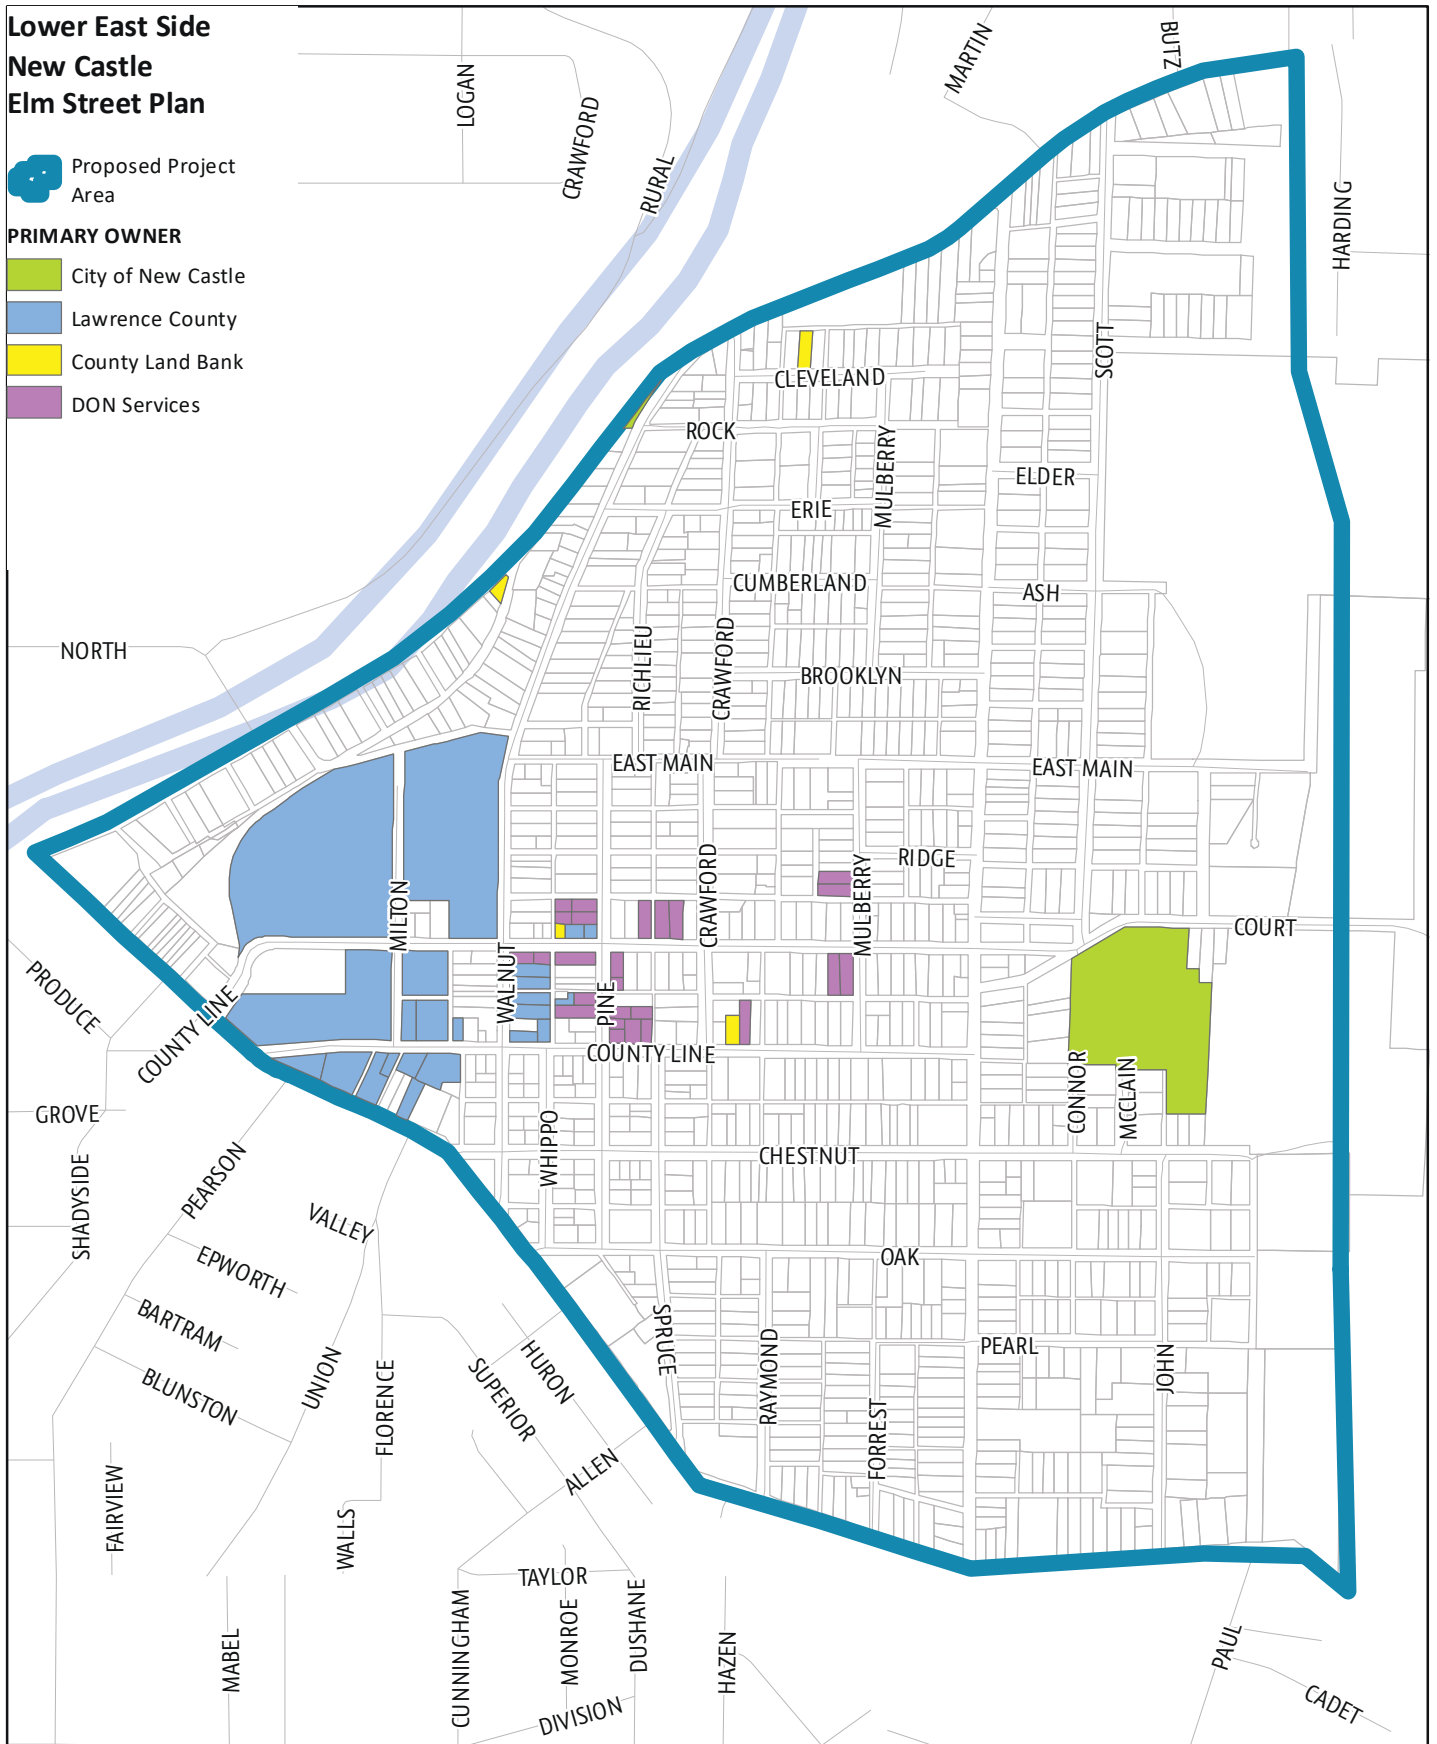 Lower East Side
New Castle
Elm Street Plan
Proposed Project
Area
PRIMARY OWNER
City of New Castle
Lawrence County
County Land Bank
DON Services
LOGAN
CRAWFORD
RURAL
MARTIN
BUTZ
HARDING
SCOTT
CLEVELAND
ROCK
MULBERRY
ELDER
ERIE
CUMBERLAND
ASH
NORTH
RICHLIEU
CRAWFORD
BROOKLYN
EAST MAIN
EAST MAIN
RIDGE
MILTON
CRAWFORD
MULBERRY
COURT
PRODUCE
COUNTY LINE
WALNUT
PINE
COUNTY LINE
CONNOR
MCCLAIN
GROVE
SHADYSIDE
PEARSON
WHIPPO
CHESTNUT
VALLEY
EPWORTH
OAK
BARTRAM
SPRUCE
RAYMOND
PEARL
JOHN
BLUNSTON
UNION
FLORENCE
SUPERIOR
HURON
FORREST
ALLEN
FAIRVIEW
WALLS
TAYLOR
MABEL
CUNNINGHAM
MONROE
DUSHANE
HAZEN
DIVISION
PAUL
CADET